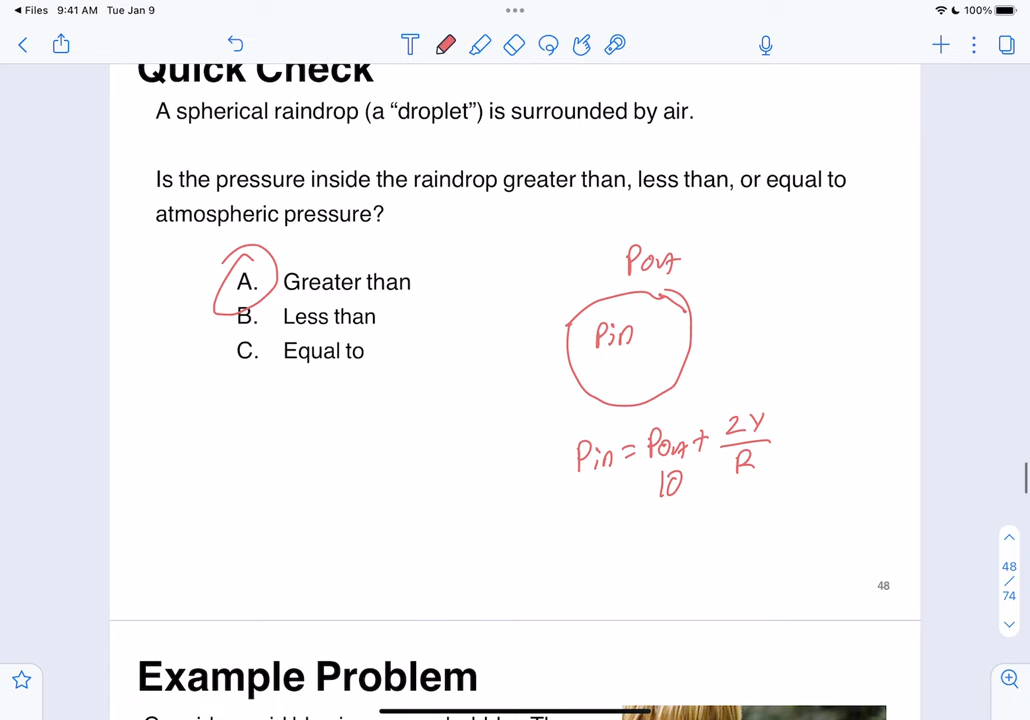 Files 9:41 AM Tue Jan 9 100%
Quick Check
A spherical raindrop (a “droplet”) is surrounded by air.
Is the pressure inside the raindrop greater than, less than, or equal to
atmospheric pressure?
A. Greater than
B. Less than
C. Equal to
Pout
Pin
Pin = Pout + 2γ/R
10
48
48
/
74
Example Problem